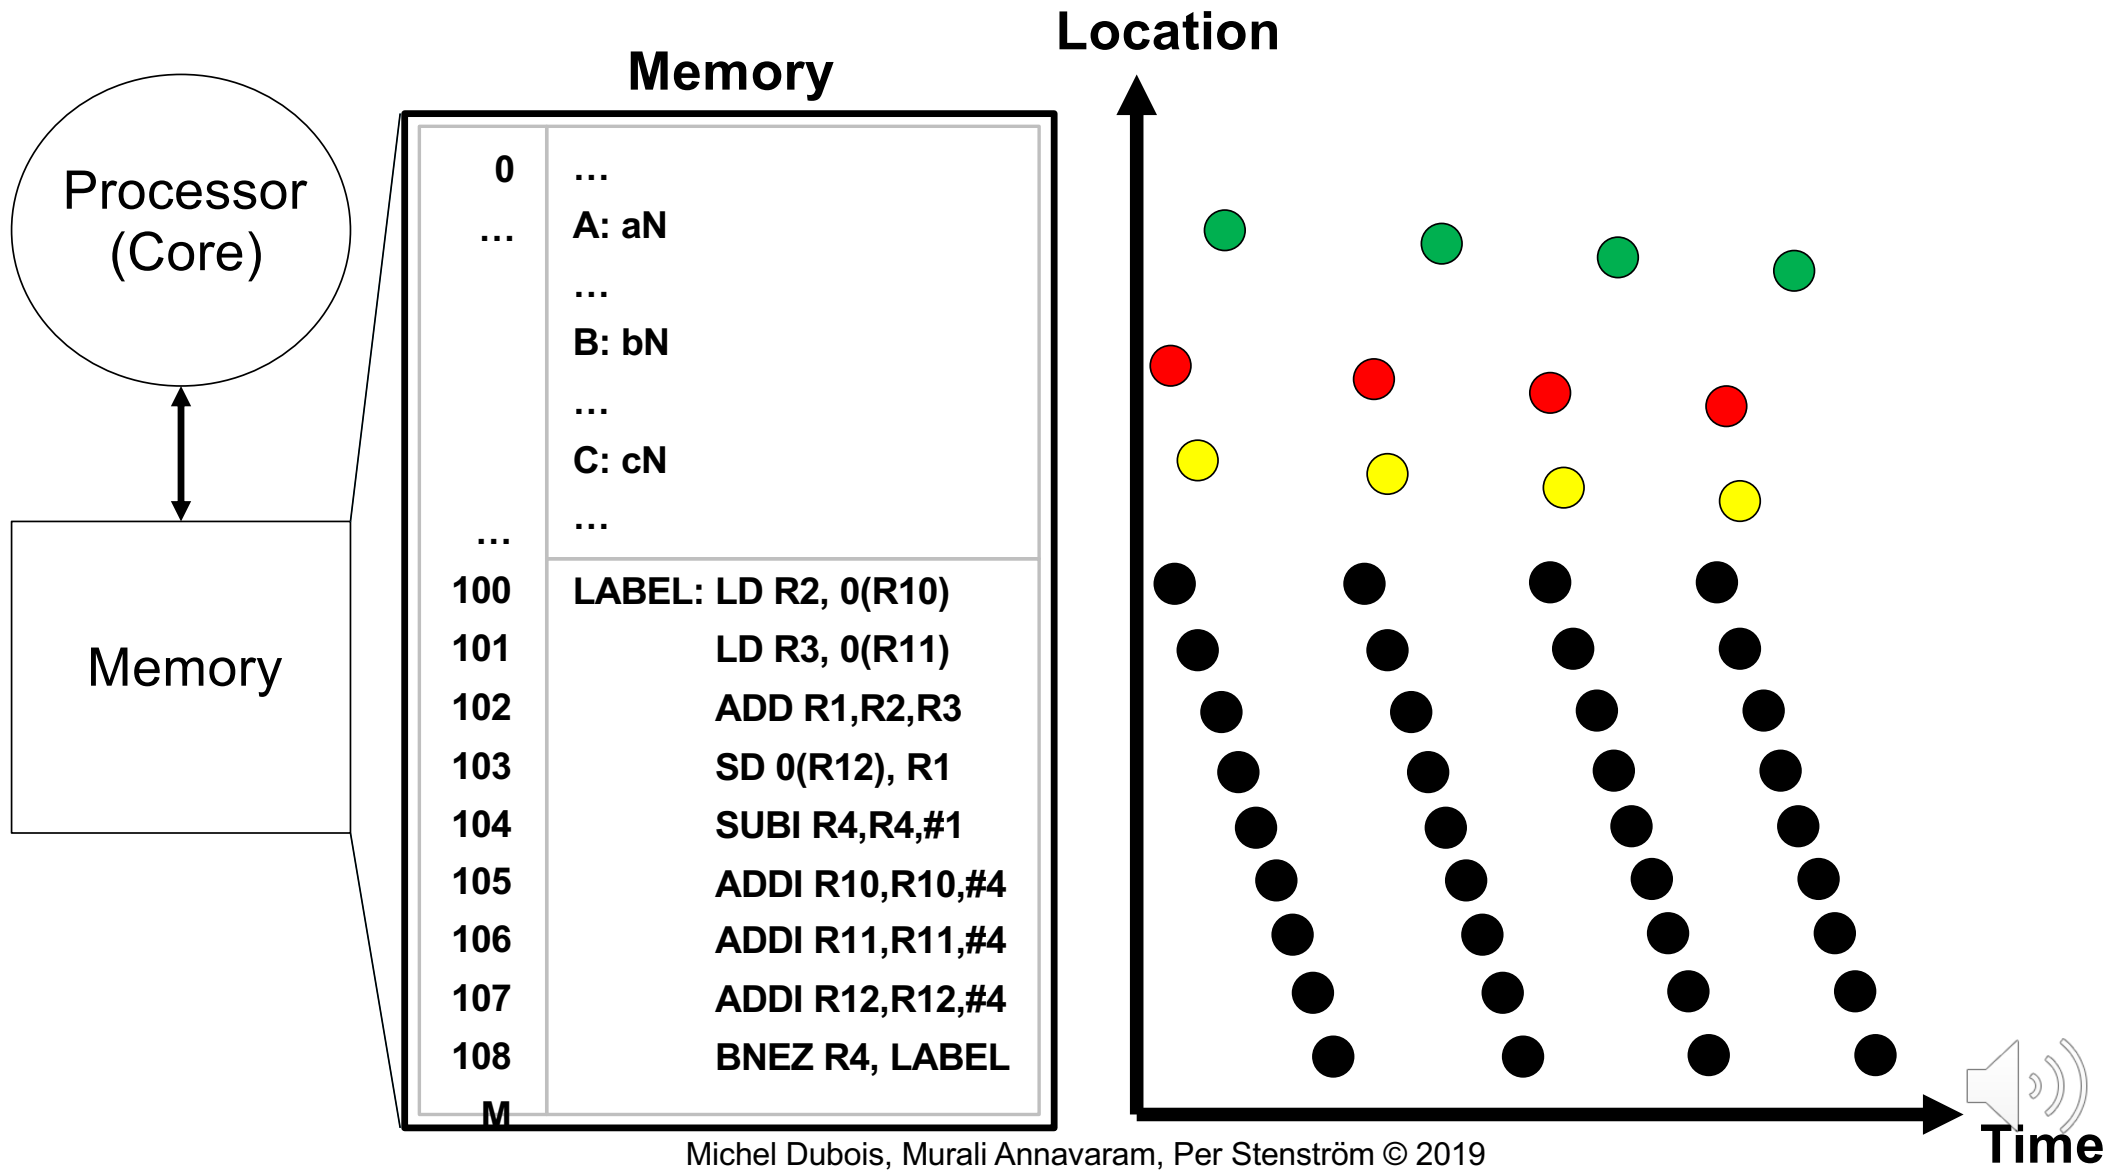 Location
Memory
Processor
(Core)
0 …
… A: aN
…
B: bN
…
C: cN
…
…
100 LABEL: LD R2, 0(R10)
101 LD R3, 0(R11)
102 ADD R1,R2,R3
103 SD 0(R12), R1
104 SUBI R4,R4,#1
105 ADDI R10,R10,#4
106 ADDI R11,R11,#4
107 ADDI R12,R12,#4
108 BNEZ R4, LABEL
M
Memory
Time
Michel Dubois, Murali Annavaram, Per Stenström © 2019